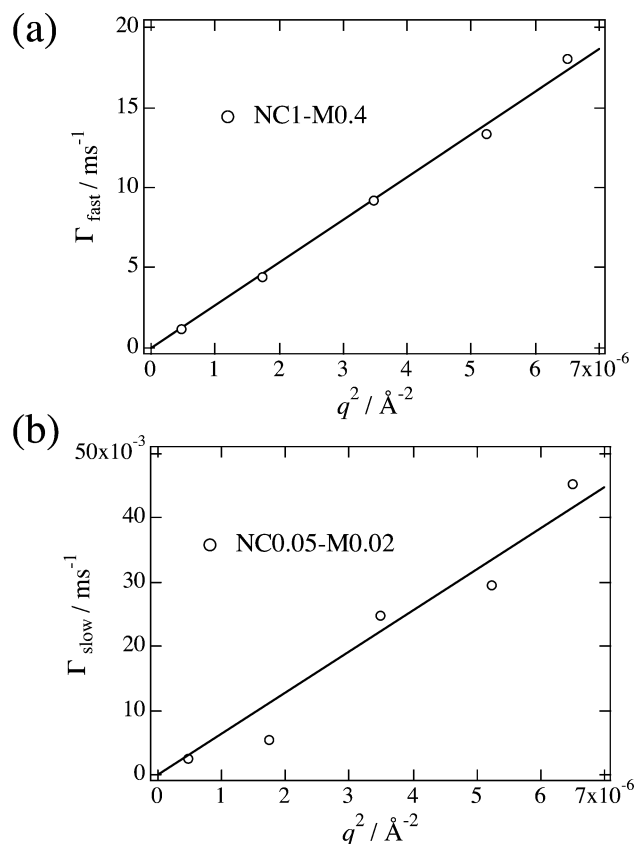 (a)
20
15
10
5
0
Γfast / ms⁻¹
○ NC1-M0.4
0 1 2 3 4 5 6 7x10⁻⁶
q² / Å⁻²
(b)
50x10⁻³
40
30
20
10
0
Γslow / ms⁻¹
○ NC0.05-M0.02
0 1 2 3 4 5 6 7x10⁻⁶
q² / Å⁻²